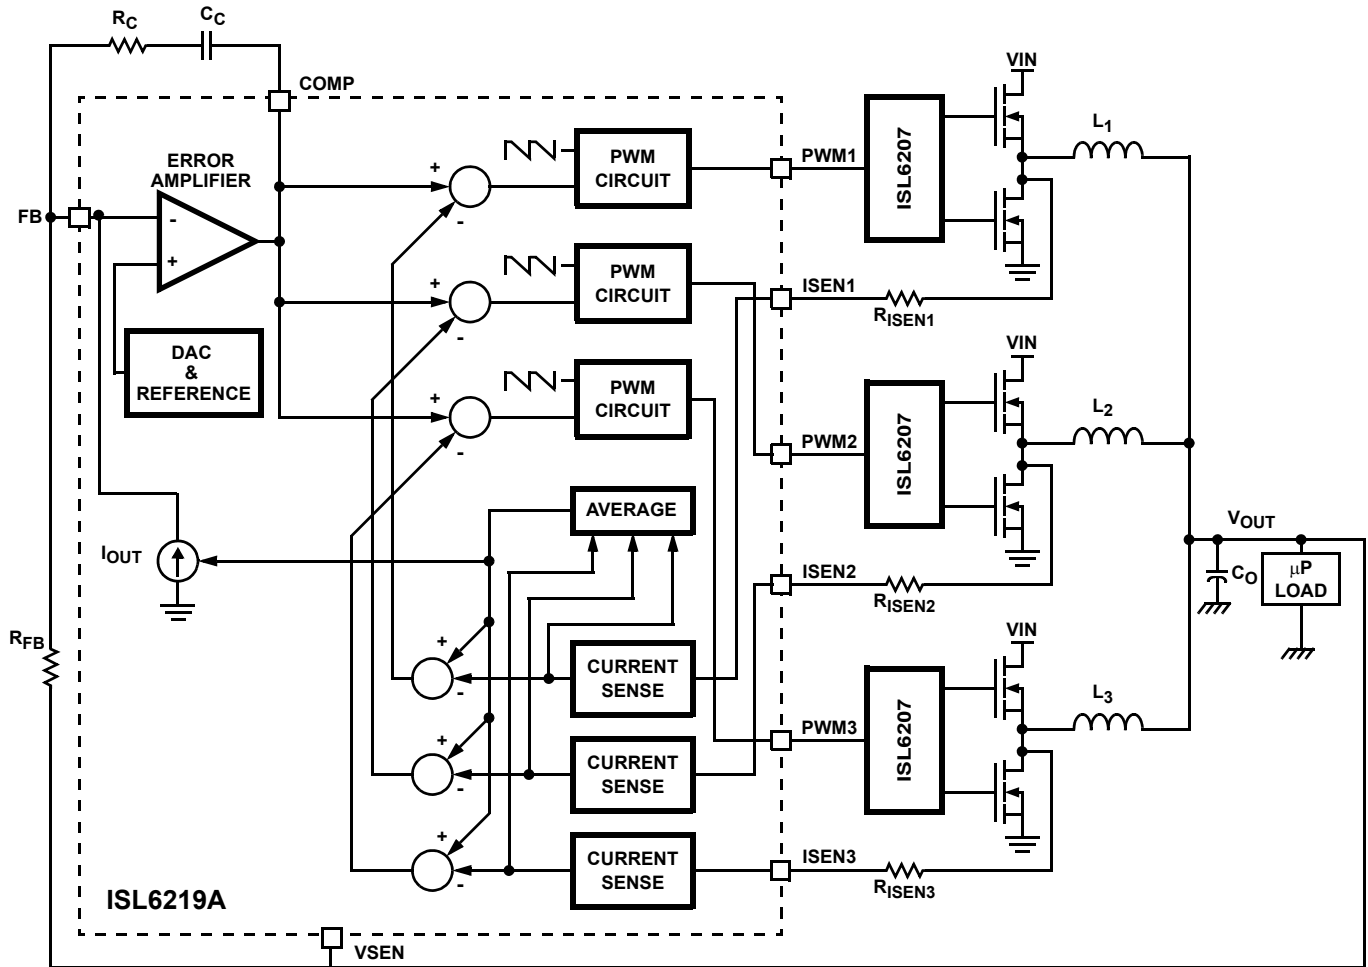 RC
CC
COMP
VIN
ERROR
AMPLIFIER
+
-
PWM
CIRCUIT
PWM1
ISL6207
L1
FB
-
+
+
-
PWM
CIRCUIT
ISEN1
RISEN1
DAC
&
REFERENCE
+
-
PWM
CIRCUIT
VIN
PWM2
ISL6207
L2
AVERAGE
IOUT
VOUT
CO
μP
LOAD
ISEN2
RISEN2
RFB
+
-
CURRENT
SENSE
VIN
+
-
CURRENT
SENSE
PWM3
ISL6207
L3
+
-
CURRENT
SENSE
ISEN3
RISEN3
ISL6219A
VSEN